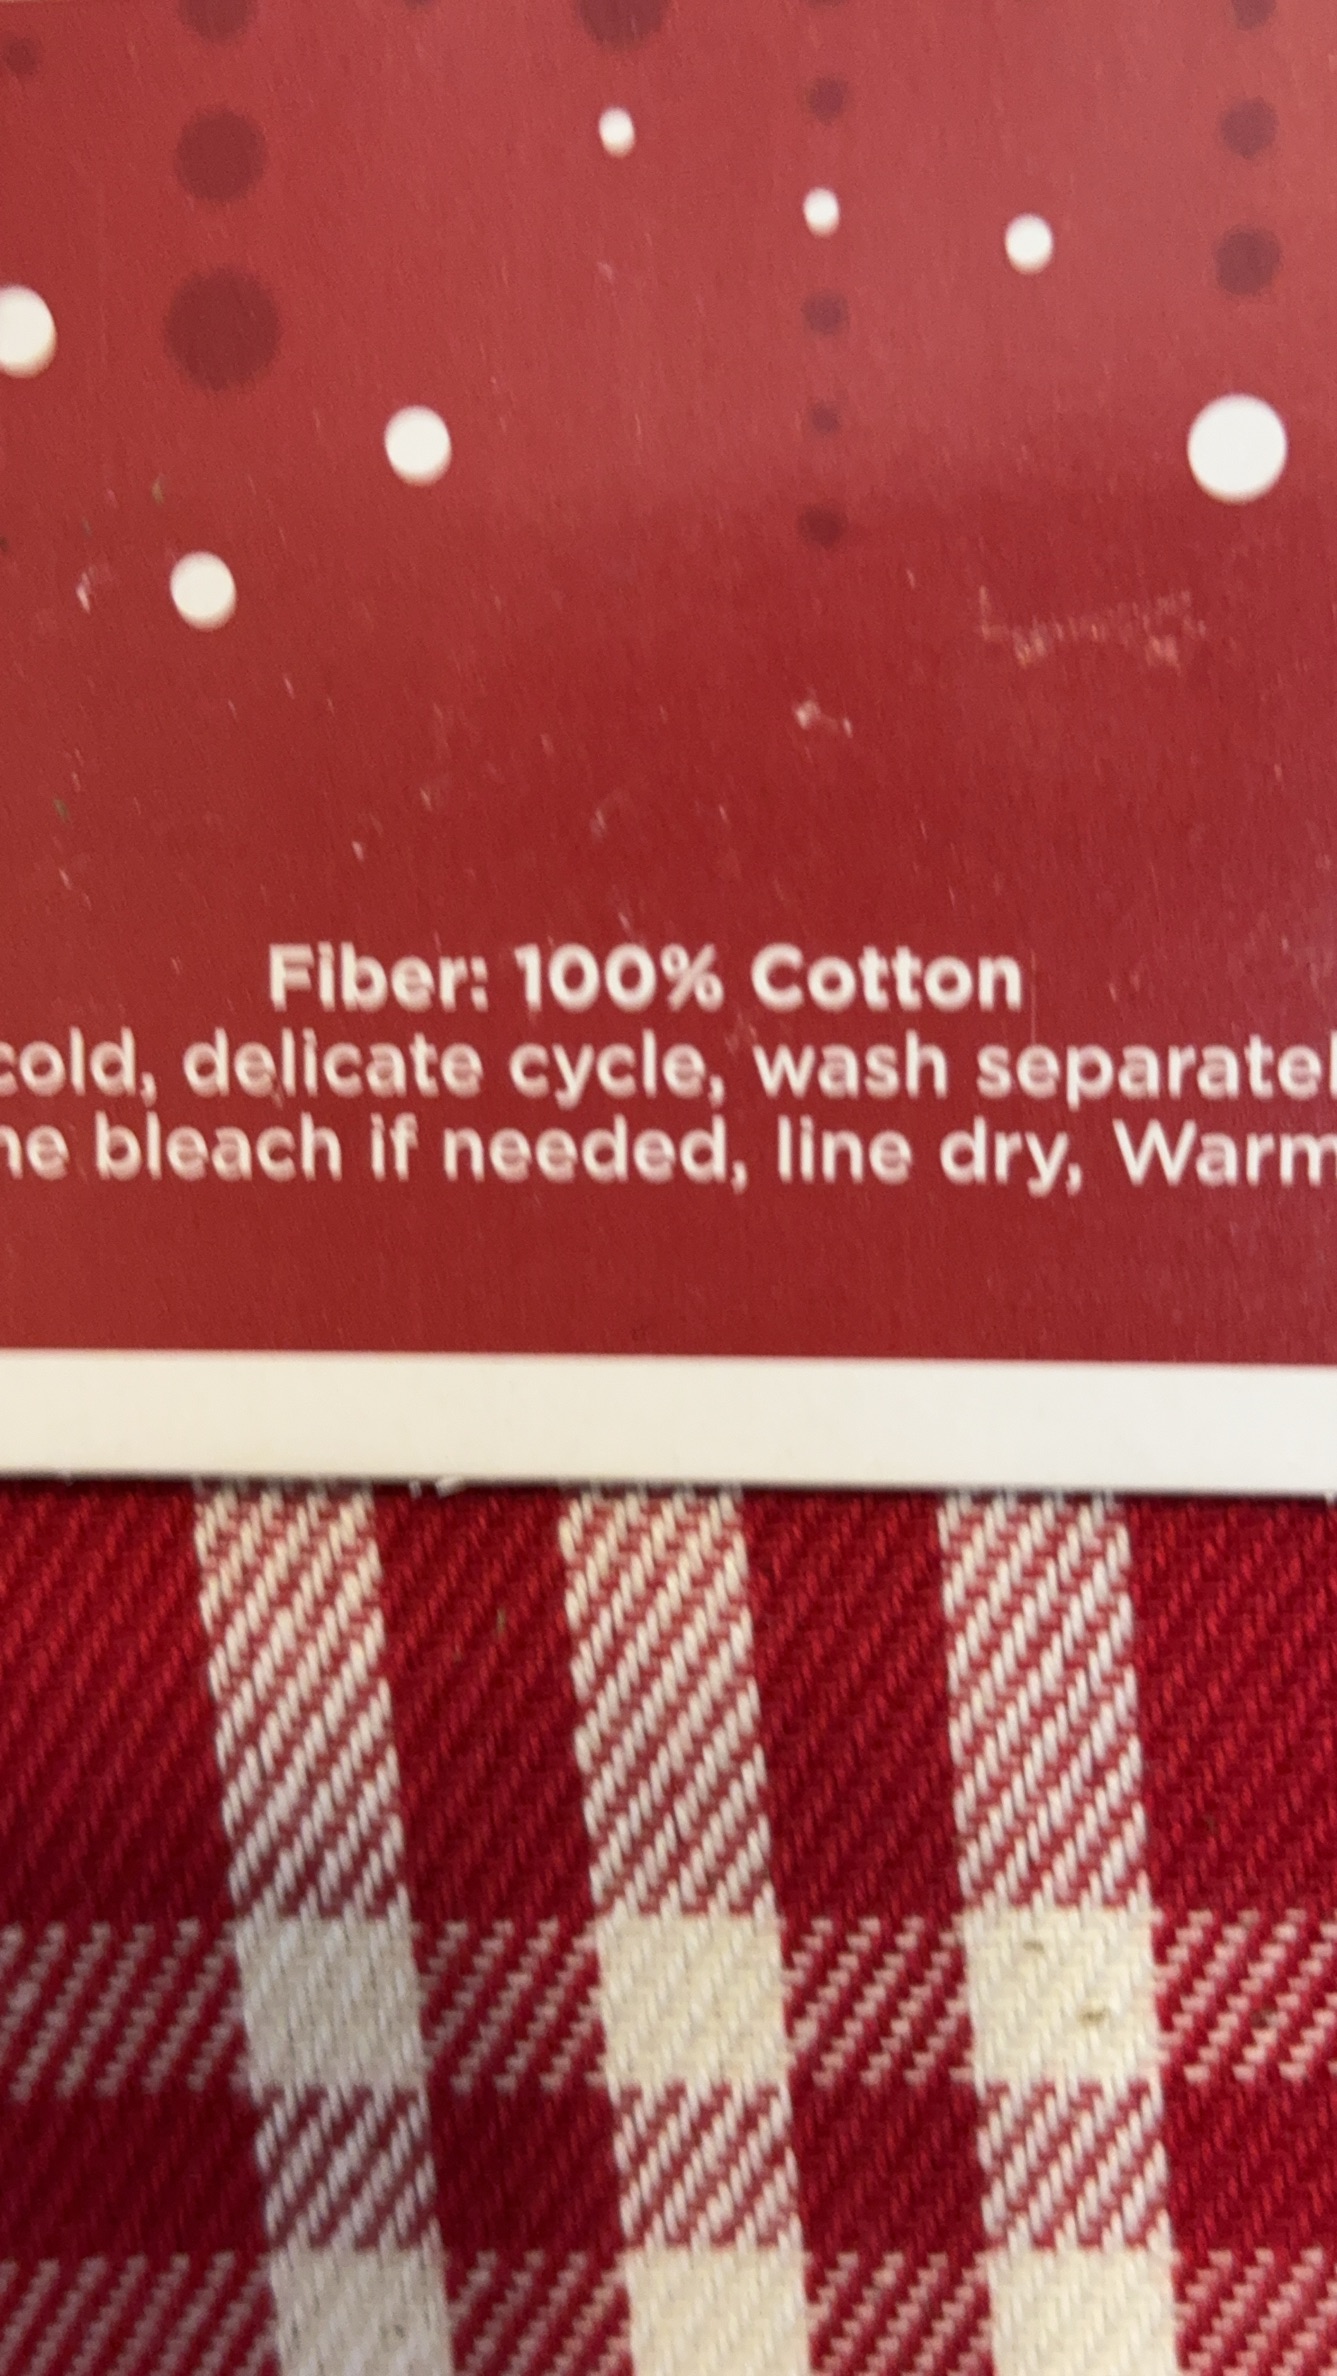 Fiber: 100% Cotton
cold, delicate cycle, wash separatel
ne bleach if needed, line dry, Warm